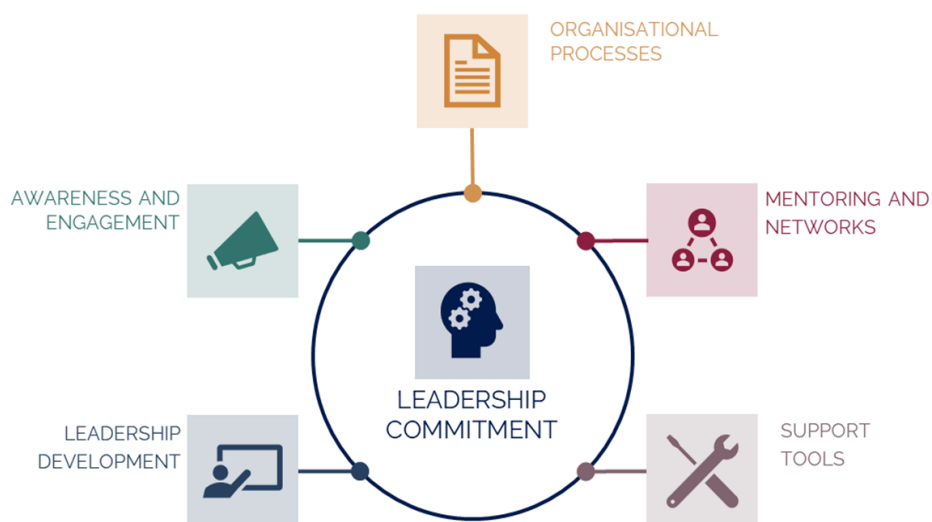 ORGANISATIONAL
PROCESSES
AWARENESS AND
ENGAGEMENT
MENTORING AND
NETWORKS
LEADERSHIP
COMMITMENT
LEADERSHIP
DEVELOPMENT
SUPPORT
TOOLS